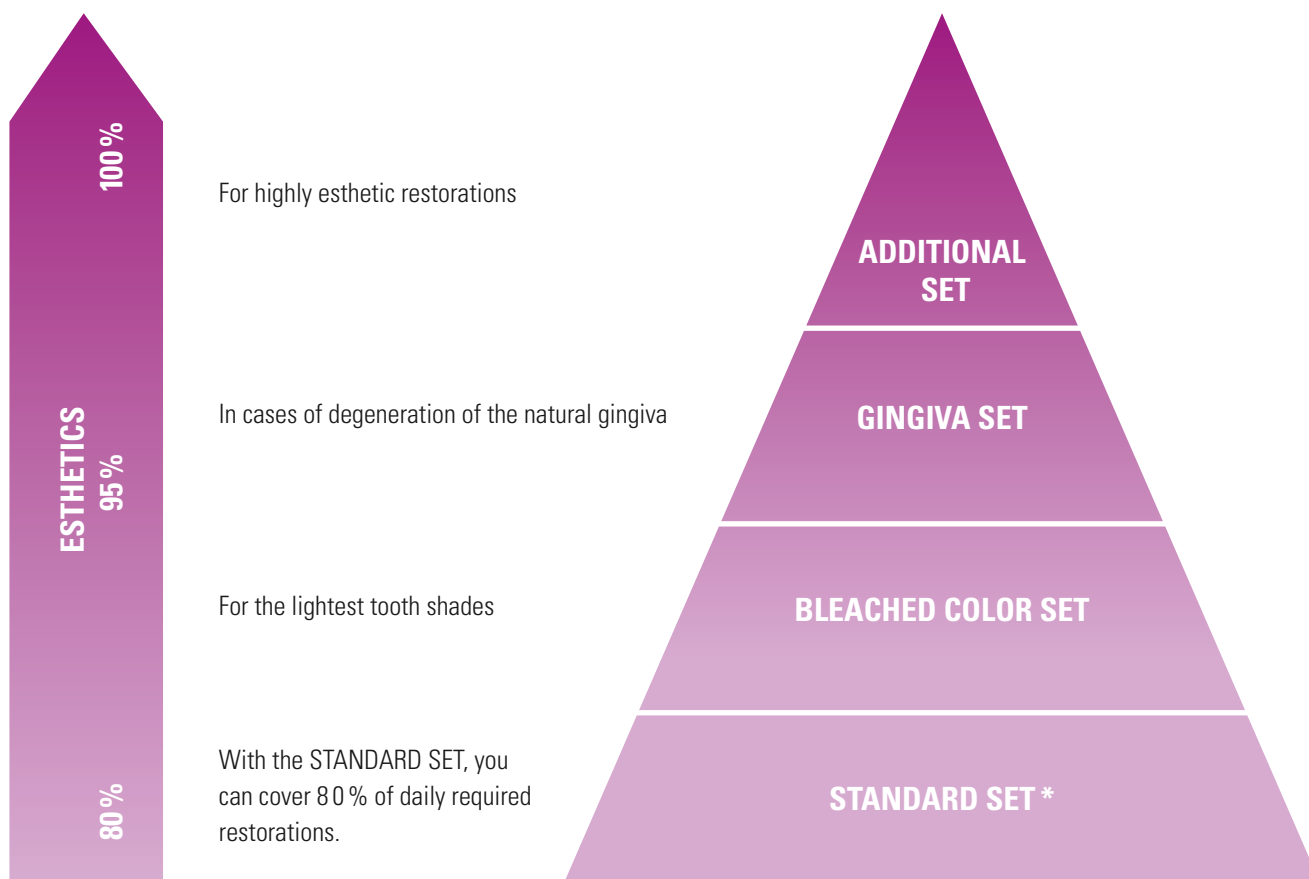 100 %
For highly esthetic restorations
ADDITIONAL
SET
ESTHETICS
95 %
In cases of degeneration of the natural gingiva
GINGIVA SET
For the lightest tooth shades
BLEACHED COLOR SET
80 %
With the STANDARD SET, you
can cover 80 % of daily required
restorations.
STANDARD SET *